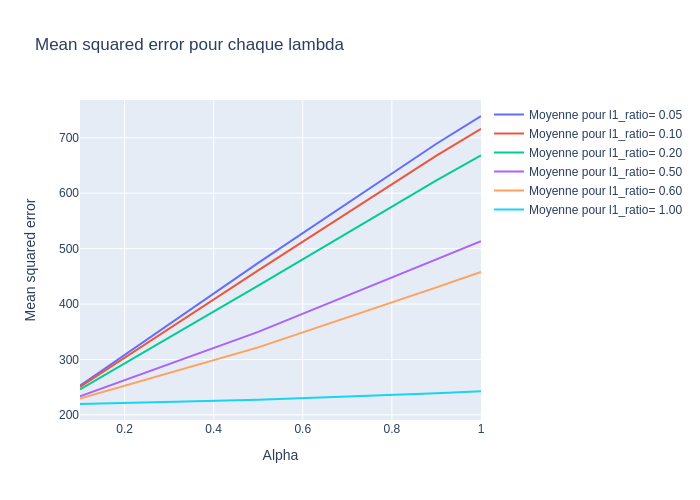 Mean squared error pour chaque lambda
Moyenne pour l1_ratio= 0.05
Moyenne pour l1_ratio= 0.10
Moyenne pour l1_ratio= 0.20
Moyenne pour l1_ratio= 0.50
Moyenne pour l1_ratio= 0.60
Moyenne pour l1_ratio= 1.00
Mean squared error
700
600
500
400
300
200
0.2 0.4 0.6 0.8 1
Alpha